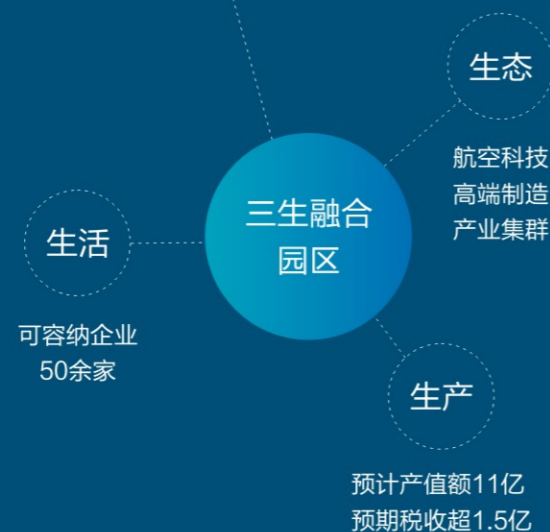 生态
航空科技
高端制造
产业集群
三生融合
园区
生活
可容纳企业
50余家
生产
预计产值额11亿
预期税收超1.5亿